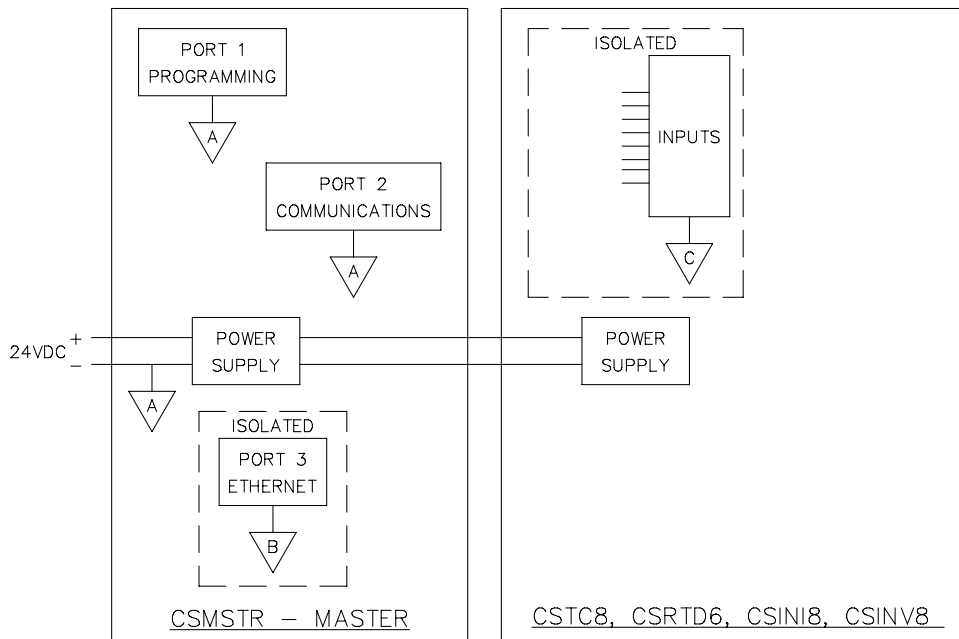 PORT 1
PROGRAMMING
A
PORT 2
COMMUNICATIONS
A
24VDC
+
−
POWER
SUPPLY
A
ISOLATED
PORT 3
ETHERNET
B
CSMSTR − MASTER
ISOLATED
INPUTS
C
POWER
SUPPLY
CSTC8, CSRTD6, CSINI8, CSINV8